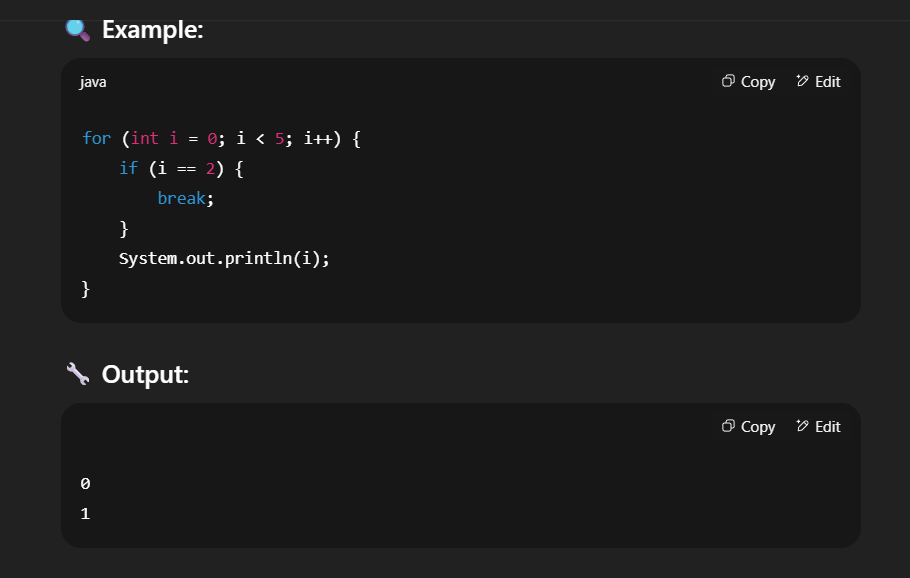 Example:
java Copy Edit
for (int i = 0; i < 5; i++) {
    if (i == 2) {
        break;
    }
    System.out.println(i);
}
Output:
Copy Edit
0
1